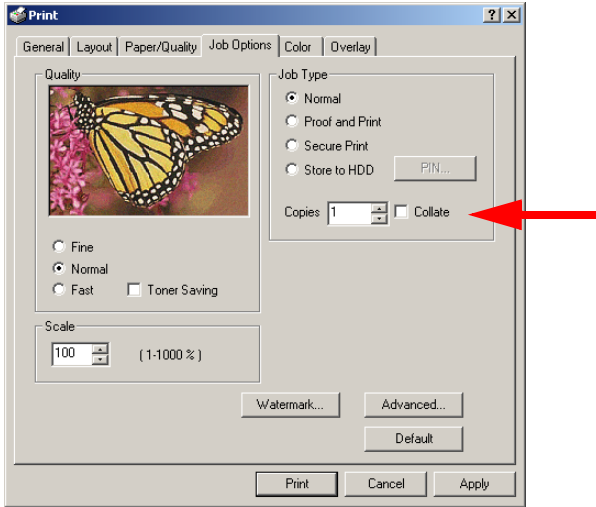 Print
General Layout Paper/Quality Job Options Color Overlay
Quality
Fine
Normal
Fast Toner Saving
Scale
100 (1-1000 %)
Job Type
Normal
Proof and Print
Secure Print
Store to HDD PIN...
Copies 1 Collate
Watermark... Advanced...
Default
Print Cancel Apply